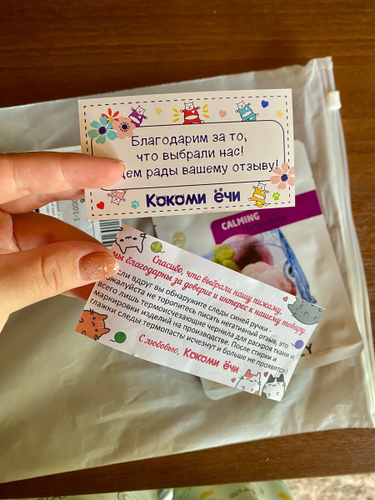 Благодарим за то,
что выбрали нас!
рады вашему отзыву!
Кокоми ёчи
CALMING
Спасибо, что выбрали нашу пижаму,
мы благодарны за доверие и интерес к нашему товару.
Если вдруг вы обнаружите следы синей ручки -
пожалуйста не торопитесь писать негативный отзыв, это
всего лишь термоисчезающие чернила для раскроя ткани и
маркировки изделий на производстве. После стирки и
глажки следы термопасты исчезнут и больше не проявятся!
С любовью, Кокоми ёчи